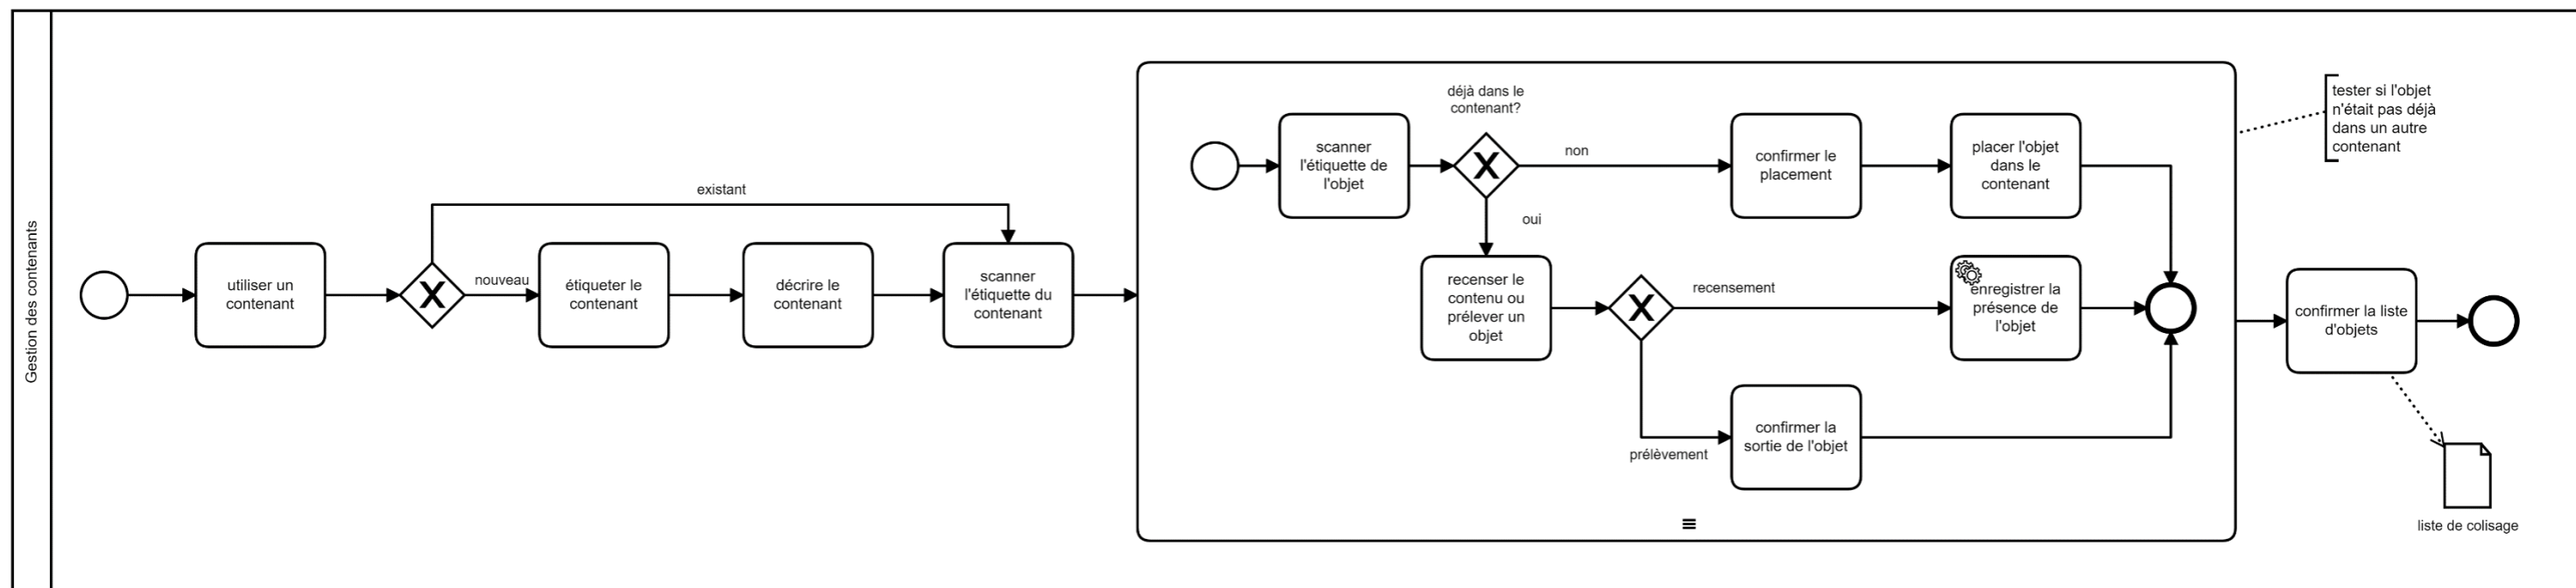 Gestion des contenants
utiliser un
contenant
existant
nouveau
étiqueter le
contenant
décrire le
contenant
scanner
l'étiquette du
contenant
scanner
l'étiquette de
l'objet
déjà dans le
contenant?
non
oui
confirmer le
placement
placer l'objet
dans le
contenant
recenser le
contenu ou
prélever un
objet
recensement
enregistrer la
présence de
l'objet
prélèvement
confirmer la
sortie de l'objet
tester si l'objet
n'était pas déjà
dans un autre
contenant
confirmer la liste
d'objets
liste de colisage